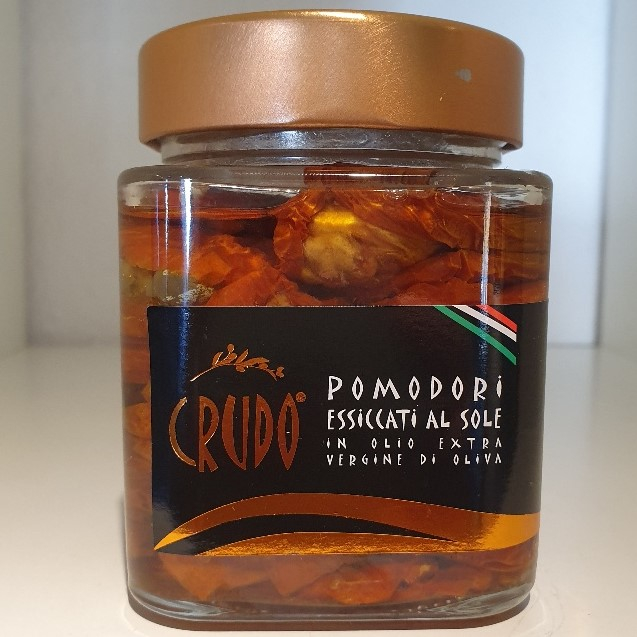 CRUDO®
POMODORI
ESSICCATI AL SOLE
IN OLIO EXTRA
VERGINE DI OLIVA